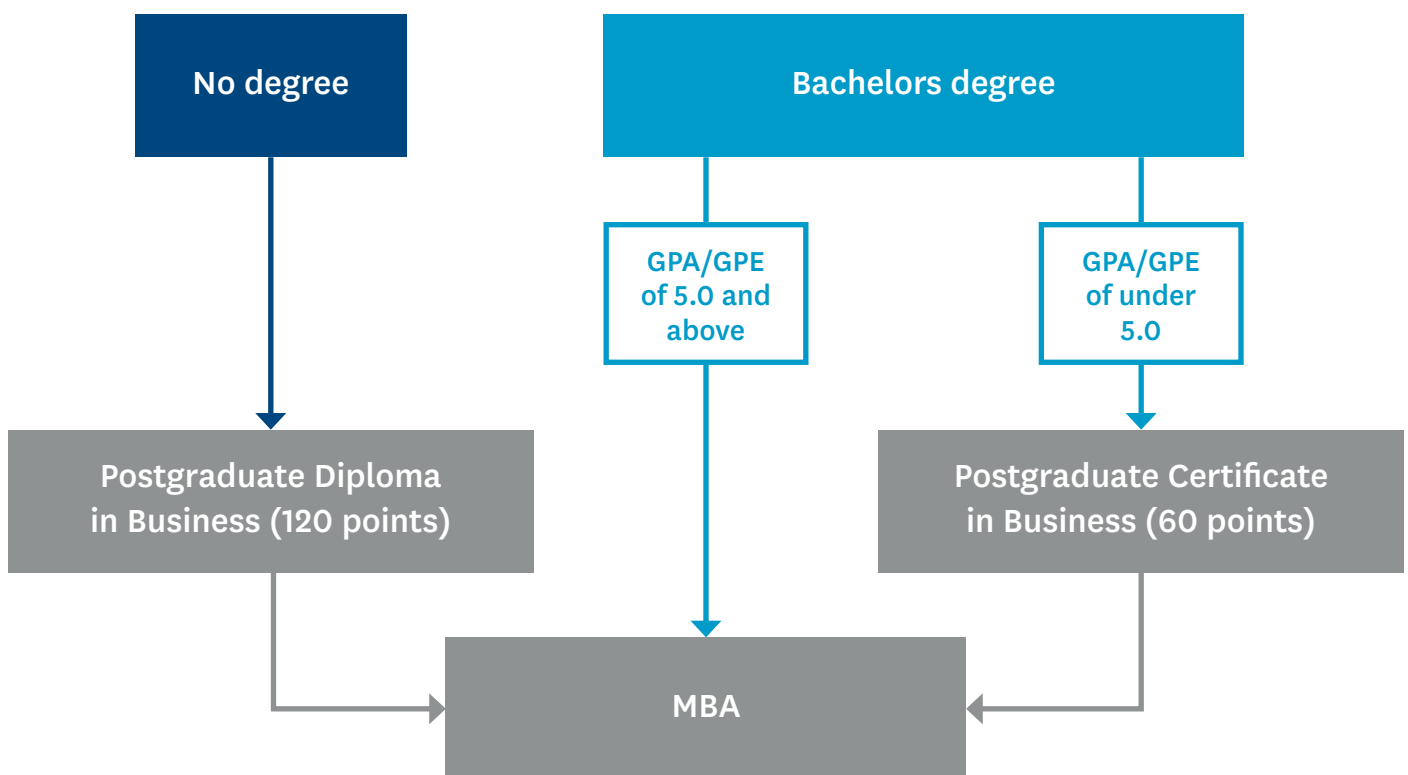 No degree
Bachelors degree
GPA/GPE
of 5.0 and
above
GPA/GPE
of under
5.0
Postgraduate Diploma
in Business (120 points)
Postgraduate Certificate
in Business (60 points)
MBA